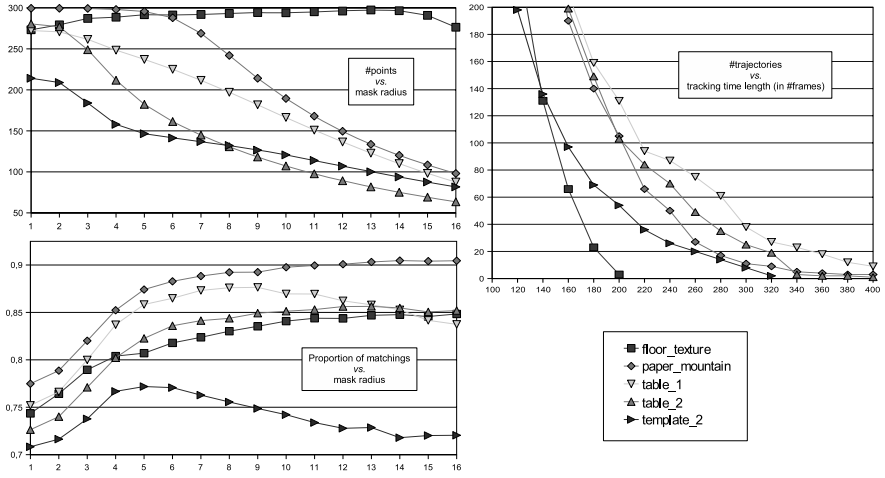 300
250
200
150
100
50
1 2 3 4 5 6 7 8 9 10 11 12 13 14 15 16
#points
vs.
mask radius
0,9
0,85
0,8
0,75
0,7
1 2 3 4 5 6 7 8 9 10 11 12 13 14 15 16
Proportion of matchings
vs.
mask radius
200
180
160
140
120
100
80
60
40
20
0
100 120 140 160 180 200 220 240 260 280 300 320 340 360 380 400
#trajectories
vs.
tracking time length (in #frames)
floor_texture
paper_mountain
table_1
table_2
template_2